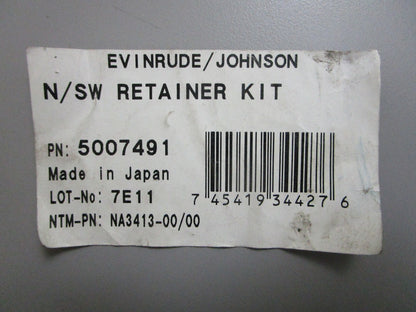 EVINRUDE/JOHNSON
N/SW RETAINER KIT
PN: 5007491
Made in Japan
LOT-No: 7E11
NTM-PN: NA3413-00/00
7 45419 34427 6